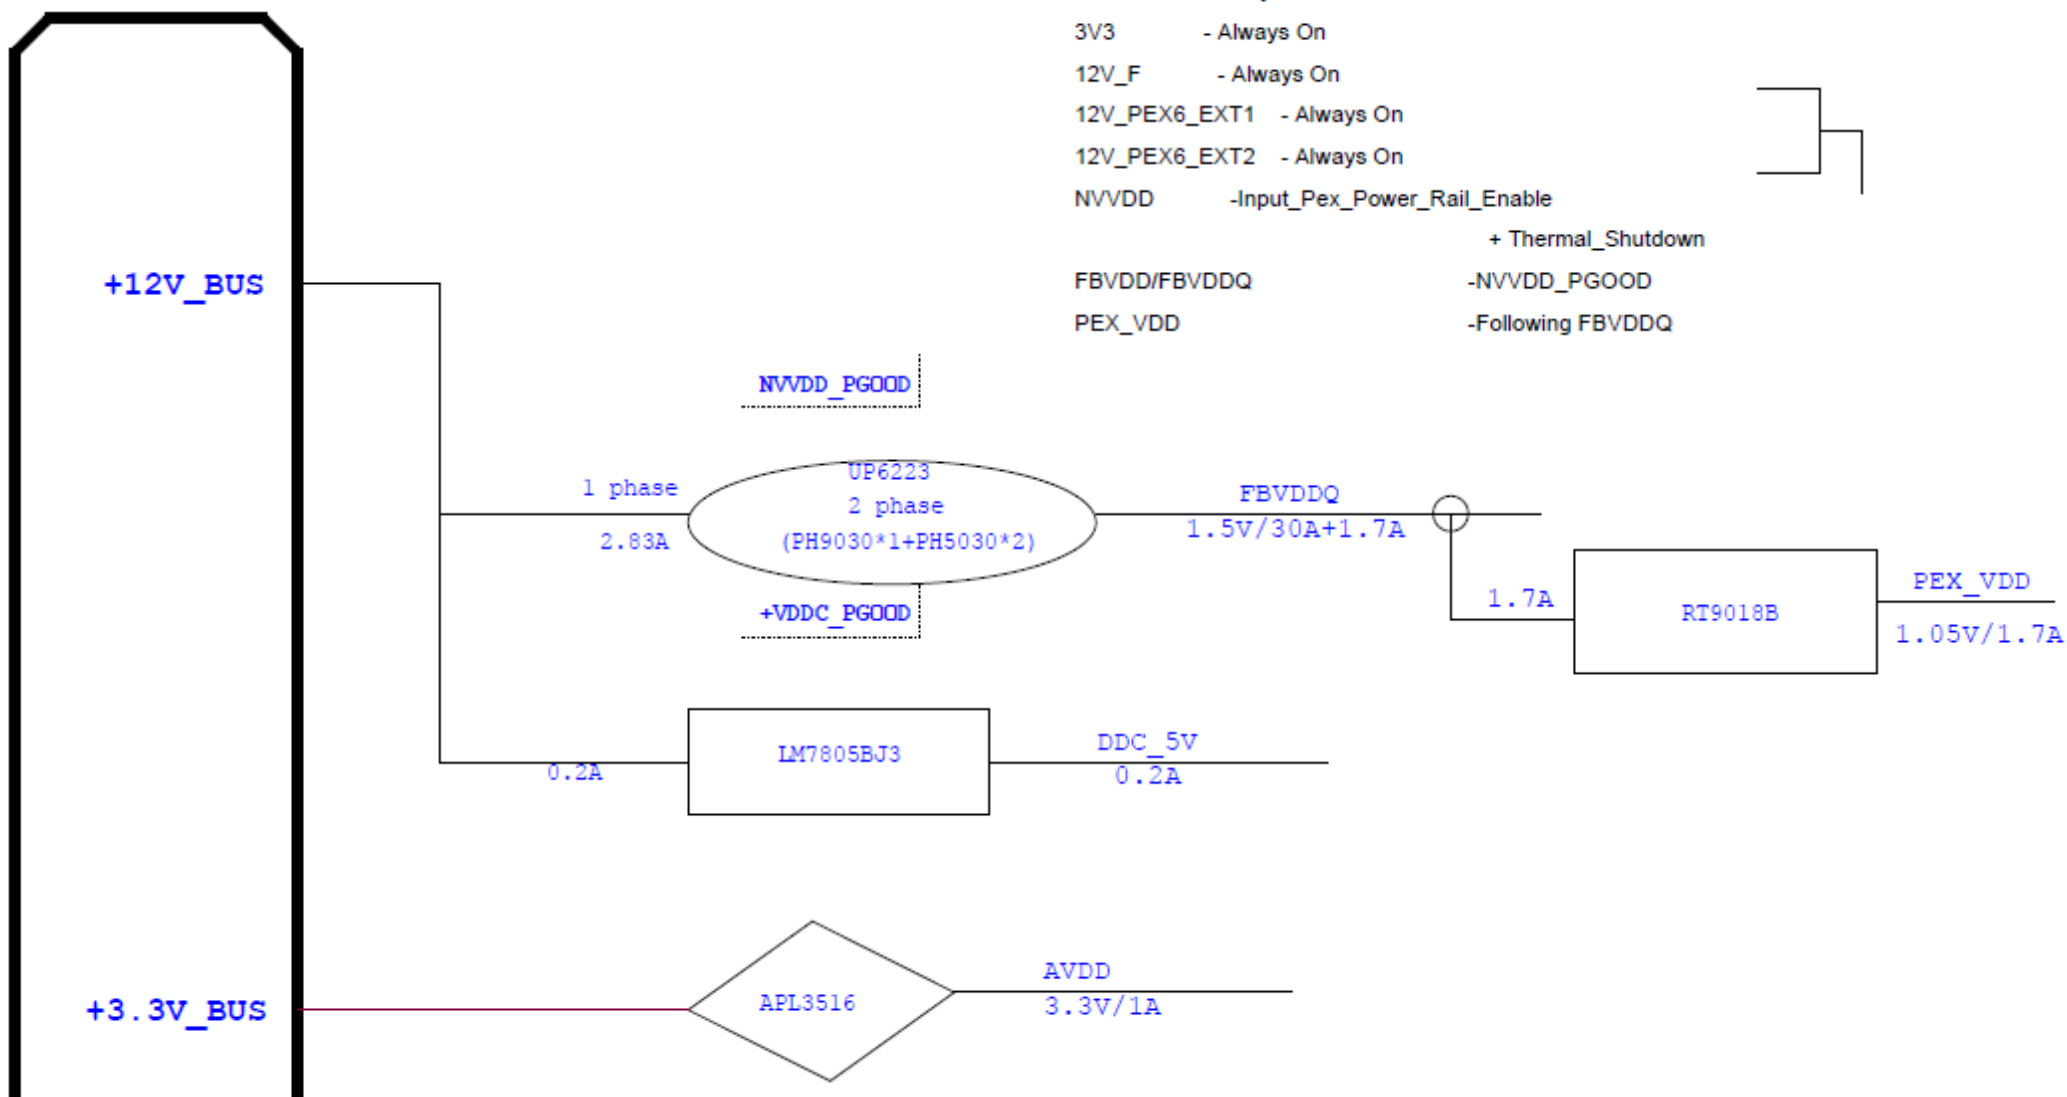 3V3 - Always On
12V_F - Always On
12V_PEX6_EXT1 - Always On
12V_PEX6_EXT2 - Always On
NVVDD -Input_Pex_Power_Rail_Enable
+ Thermal_Shutdown
FBVDD/FBVDDQ -NVVDD_PGOOD
PEX_VDD -Following FBVDDQ
+12V_BUS
NVVDD_PGOOD
1 phase
2.83A
UP6223
2 phase
(PH9030*1+PH5030*2)
FBVDDQ
1.5V/30A+1.7A
+VDDC_PGOOD
1.7A
RT9018B
PEX_VDD
1.05V/1.7A
0.2A
LM7805BJ3
DDC_5V
0.2A
+3.3V_BUS
APL3516
AVDD
3.3V/1A